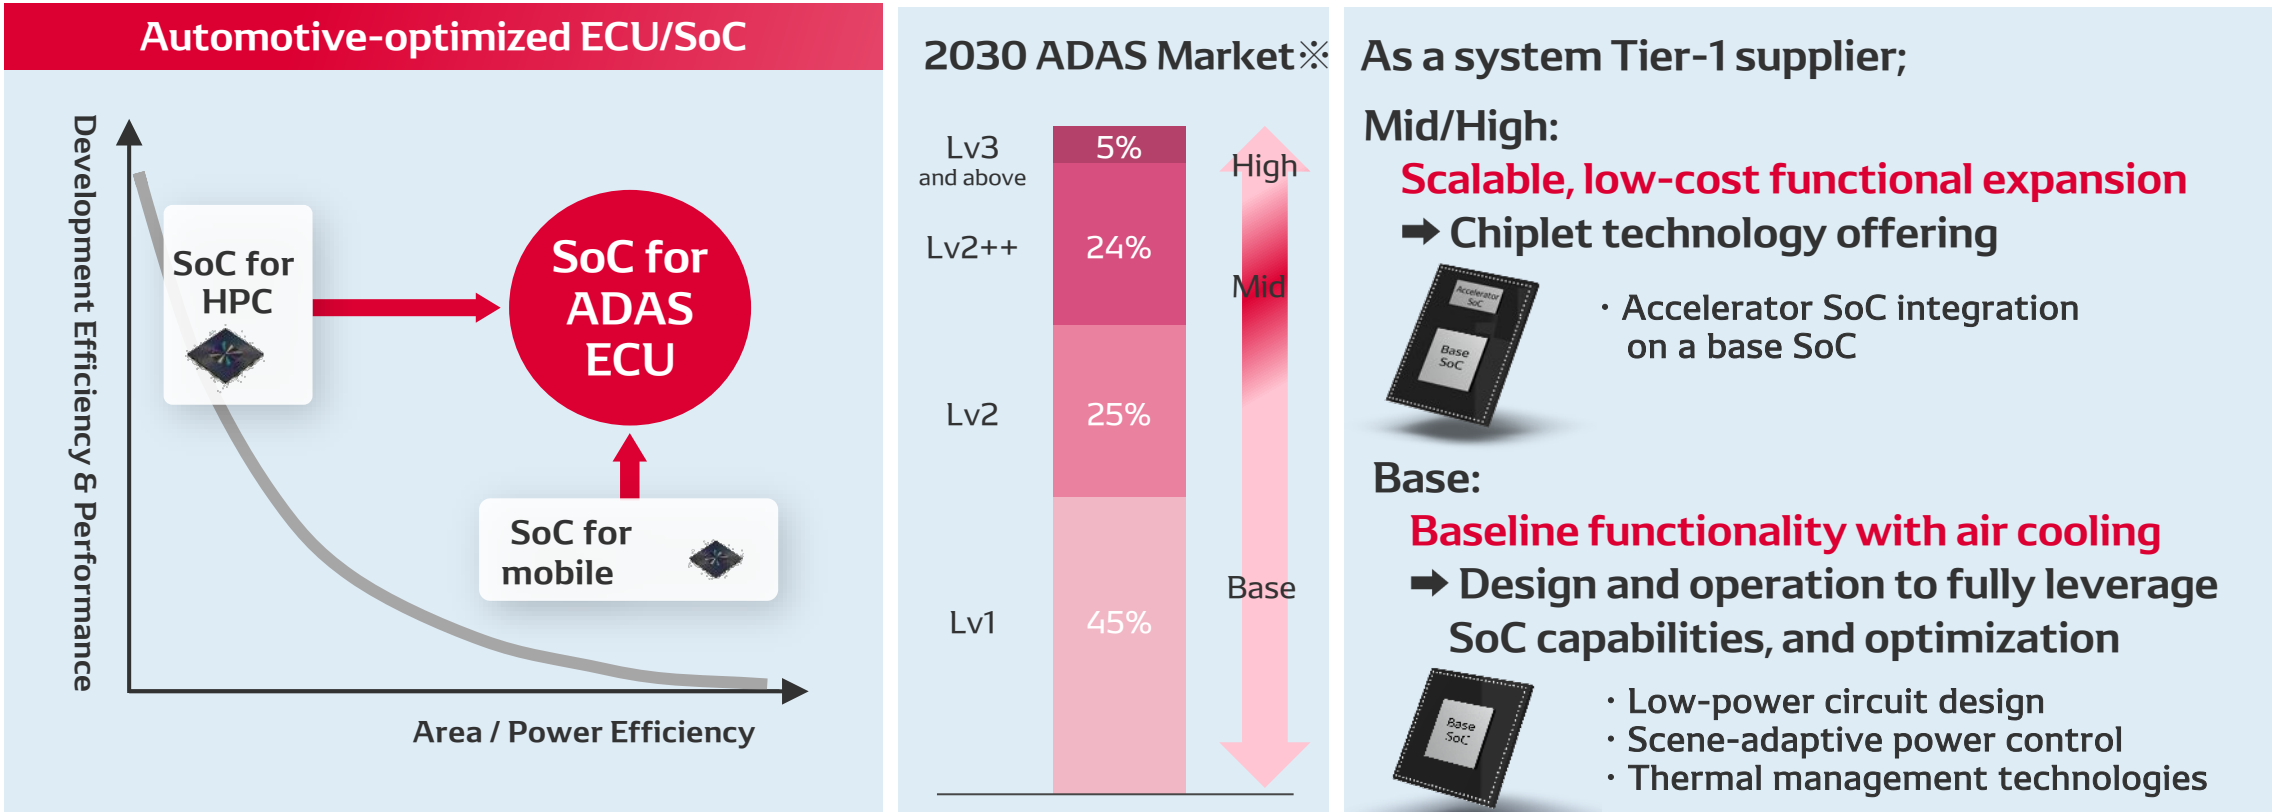 Automotive-optimized ECU/SoC
Development Efficiency & Performance
SoC for
HPC
SoC for
ADAS
ECU
SoC for
mobile
Area / Power Efficiency
2030 ADAS Market※
Lv3
and above
5%
High
Lv2++
24%
Mid
Lv2
25%
Base
Lv1
45%
As a system Tier-1 supplier;
Mid/High:
Scalable, low-cost functional expansion
➡ Chiplet technology offering
Accelerator
SoC
Base
SoC
・Accelerator SoC integration
on a base SoC
Base:
Baseline functionality with air cooling
➡ Design and operation to fully leverage
SoC capabilities, and optimization
Base
SoC
・Low-power circuit design
・Scene-adaptive power control
・Thermal management technologies